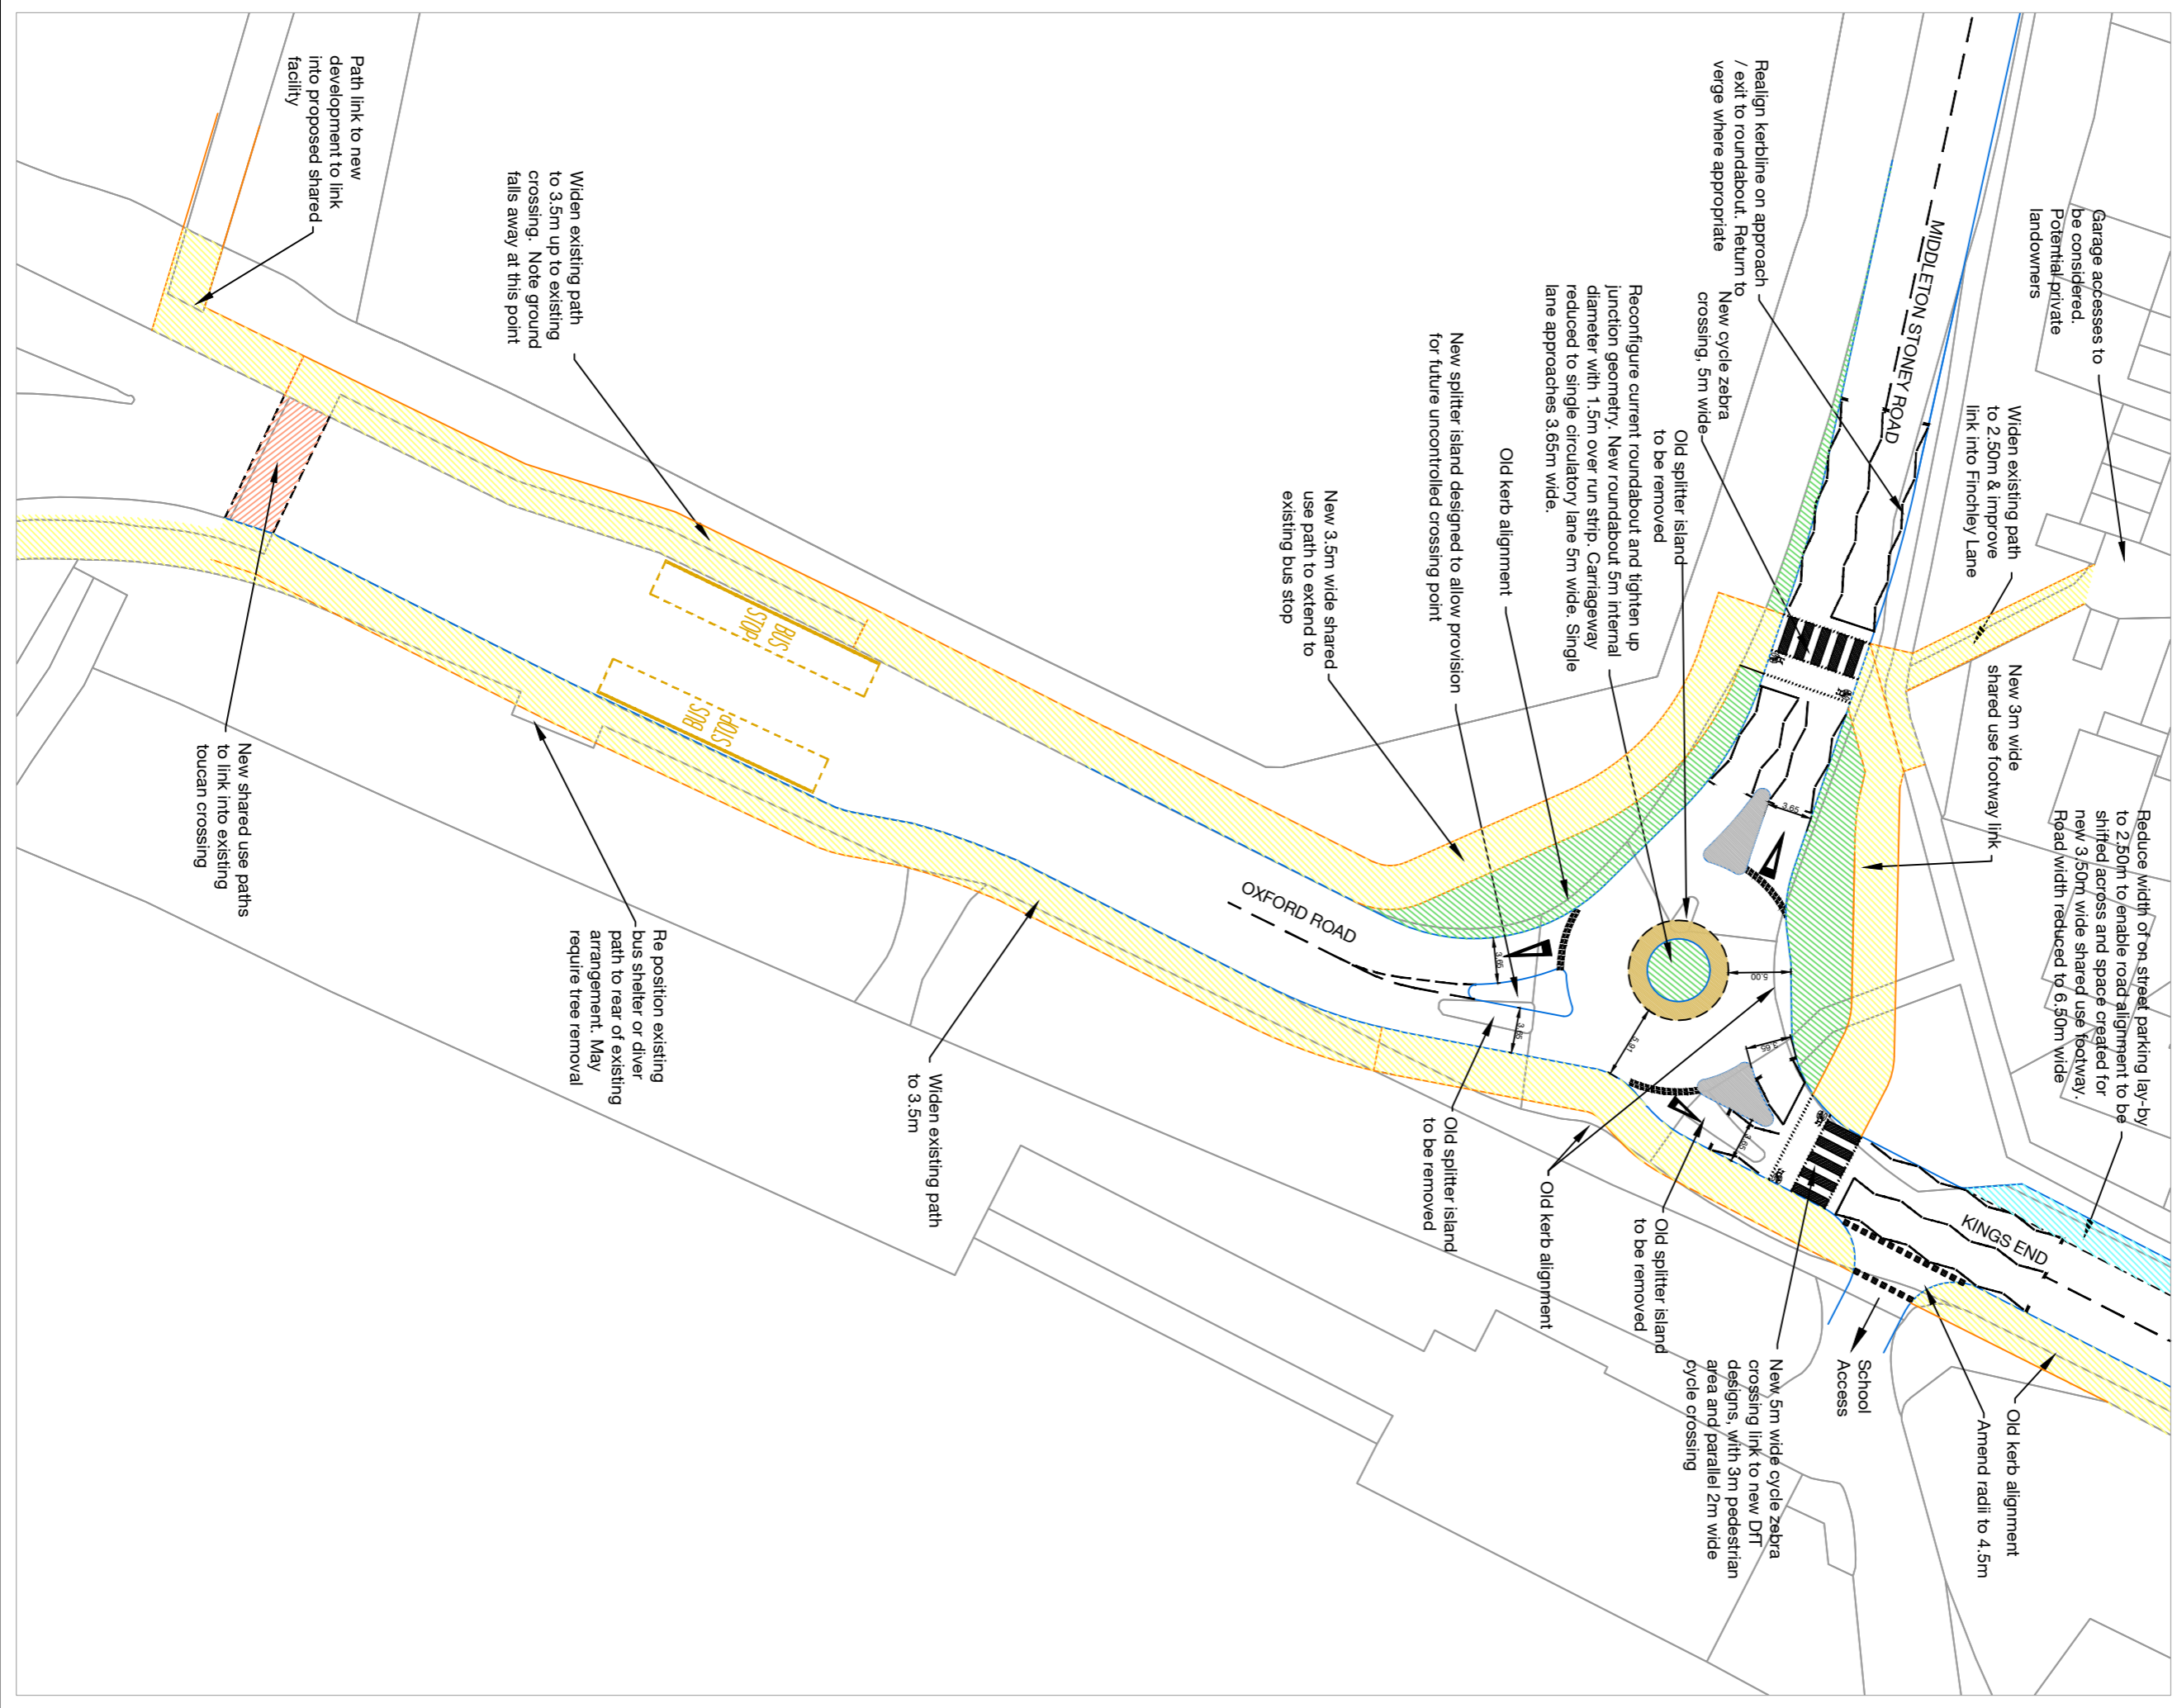 Garage accesses to
be considered.
Potential private
landowners
MIDDLETON STONEY ROAD
Realign kerbline on approach
/ exit to roundabout. Return to
verge where appropriate
Widen existing path
to 2.50m & improve
link into Finchley Lane
New cycle zebra
crossing, 5m wide
Old splitter island
to be removed
Reconfigure current roundabout and tighten up
junction geometry. New roundabout 5m internal
diameter with 1.5m over run strip. Carriageway
reduced to single circulatory lane 5m wide. Single
lane approaches 3.65m wide.
New splitter island designed to allow provision
for future uncontrolled crossing point
Old kerb alignment
New 3.5m wide shared
use path to extend to
existing bus stop
New 3m wide
shared use footway link
Reduce width of on street parking lay-by
to 2.50m to enable road alignment to be
shifted across and space created for
new 3.50m wide shared use footway.
Road width reduced to 6.50m wide
Path link to new
development to link
into proposed shared
facility
Widen existing path
to 3.5m up to existing
crossing. Note ground
falls away at this point
BUS
STOP
BUS
STOP
OXFORD ROAD
3.65
3.65
3.65
5.00
5.91
3.65
3.65
KINGS END
New shared use paths
to link into existing
toucan crossing
Re position existing
bus shelter or diver
path to rear of existing
arrangement. May
require tree removal
Widen existing path
to 3.5m
Old splitter island
to be removed
Old kerb alignment
Old splitter island
to be removed
New 5m wide cycle zebra
crossing link to new DfT
designs, with 3m pedestrian
area and parallel 2m wide
cycle crossing
School
Access
Old kerb alignment
Amend radii to 4.5m